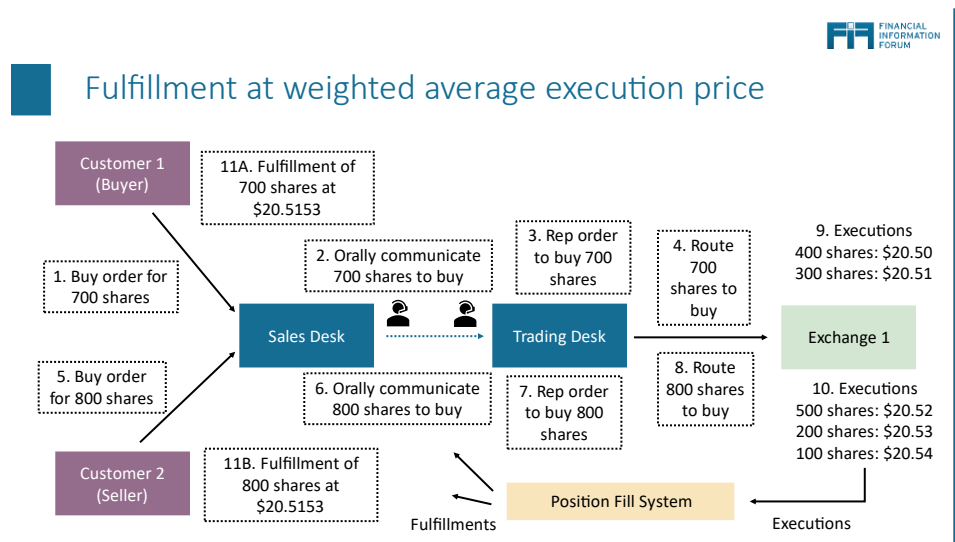 FINANCIAL
INFORMATION
FORUM
Fulfillment at weighted average execution price
Customer 1
(Buyer)
11A. Fulfillment of
700 shares at
$20.5153
1. Buy order for
700 shares
2. Orally communicate
700 shares to buy
3. Rep order
to buy 700
shares
4. Route
700
shares to
buy
9. Executions
400 shares: $20.50
300 shares: $20.51
Sales Desk
Trading Desk
Exchange 1
5. Buy order
for 800 shares
6. Orally communicate
800 shares to buy
7. Rep order
to buy 800
shares
8. Route
800 shares
to buy
10. Executions
500 shares: $20.52
200 shares: $20.53
100 shares: $20.54
Customer 2
(Seller)
11B. Fulfillment of
800 shares at
$20.5153
Position Fill System
Fulfillments
Executions